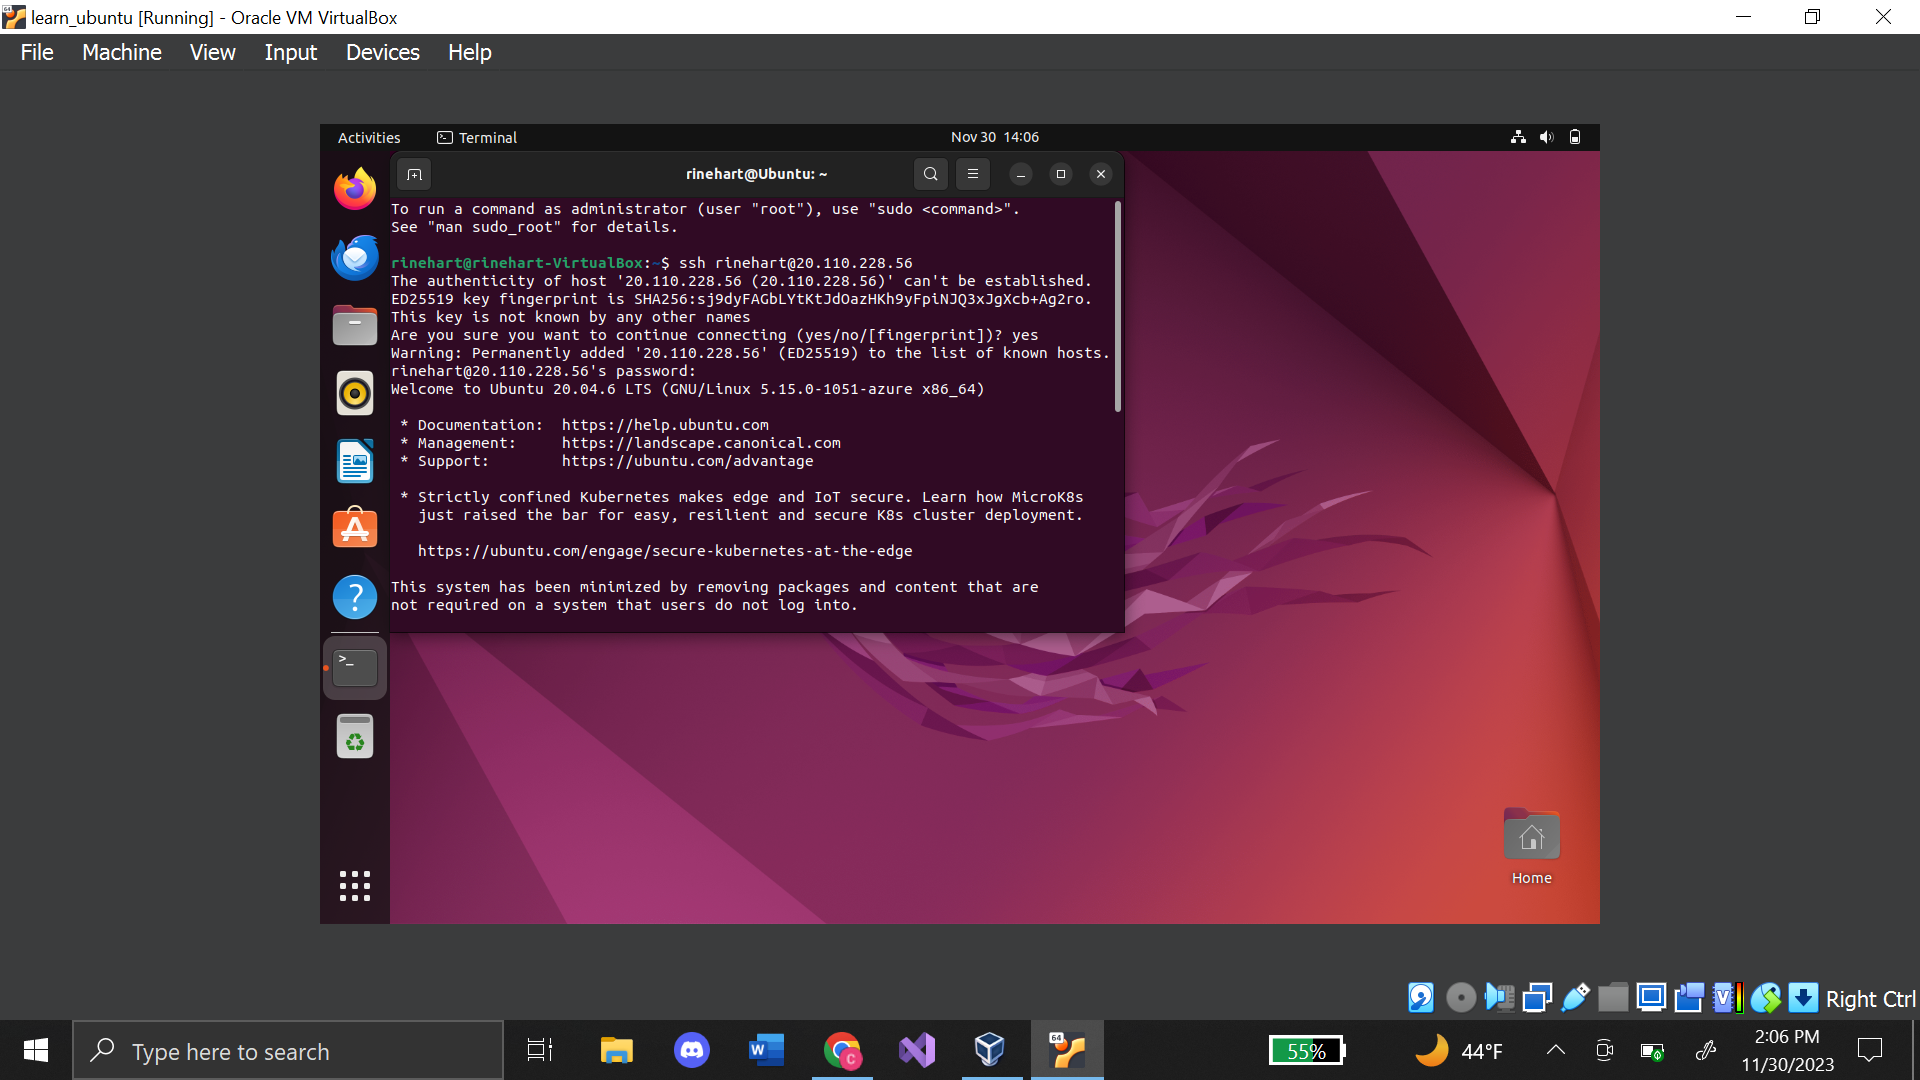 learn_ubuntu [Running] - Oracle VM VirtualBox
File Machine View Input Devices Help
Activities Terminal Nov 30 14:06
rinehart@Ubuntu: ~
To run a command as administrator (user "root"), use "sudo <command>".
See "man sudo_root" for details.
rinehart@rinehart-VirtualBox:~$ ssh rinehart@20.110.228.56
The authenticity of host '20.110.228.56 (20.110.228.56)' can't be established.
ED25519 key fingerprint is SHA256:sj9dyFAGbLYtKtJdOazHKh9yFpiNJQ3xJgXcb+Ag2ro.
This key is not known by any other names
Are you sure you want to continue connecting (yes/no/[fingerprint])? yes
Warning: Permanently added '20.110.228.56' (ED25519) to the list of known hosts.
rinehart@20.110.228.56's password:
Welcome to Ubuntu 20.04.6 LTS (GNU/Linux 5.15.0-1051-azure x86_64)
* Documentation: https://help.ubuntu.com
* Management: https://landscape.canonical.com
* Support: https://ubuntu.com/advantage
* Strictly confined Kubernetes makes edge and IoT secure. Learn how MicroK8s
just raised the bar for easy, resilient and secure K8s cluster deployment.
https://ubuntu.com/engage/secure-kubernetes-at-the-edge
This system has been minimized by removing packages and content that are
not required on a system that users do not log into.
Home
Right Ctrl
Type here to search
55%
44°F
2:06 PM
11/30/2023